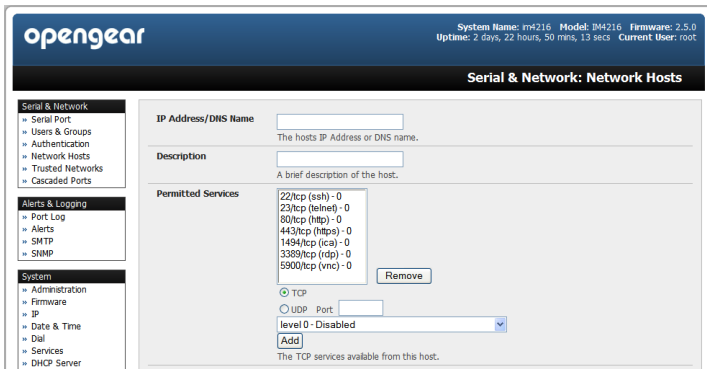 opengear
System Name: im4216 Model: IM4216 Firmware: 2.5.0
Uptime: 2 days, 22 hours, 50 mins, 13 secs Current User: root
Serial & Network: Network Hosts
Serial & Network
» Serial Port
» Users & Groups
» Authentication
» Network Hosts
» Trusted Networks
» Cascaded Ports
Alerts & Logging
» Port Log
» Alerts
» SMTP
» SNMP
System
» Administration
» Firmware
» IP
» Date & Time
» Dial
» Services
» DHCP Server
IP Address/DNS Name
The hosts IP Address or DNS name.
Description
A brief description of the host.
Permitted Services
22/tcp (ssh) - 0
23/tcp (telnet) - 0
80/tcp (http) - 0
443/tcp (https) - 0
1494/tcp (ica) - 0
3389/tcp (rdp) - 0
5900/tcp (vnc) - 0
Remove
TCP
UDP Port
level 0 - Disabled
Add
The TCP services available from this host.